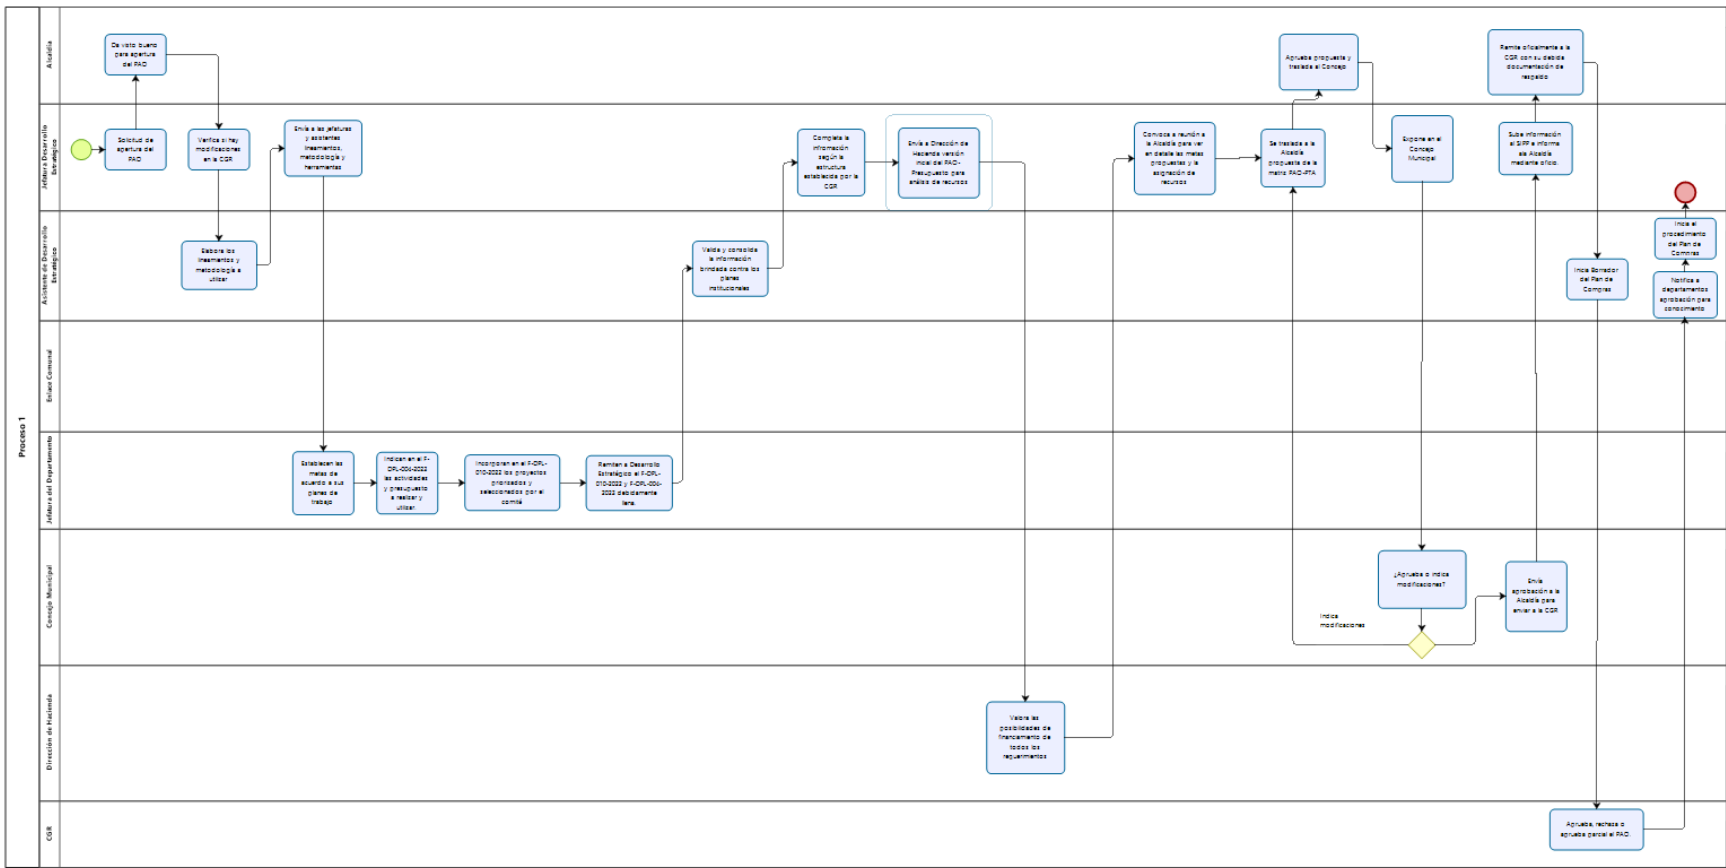 Proceso 1
Alcaldía
Da visto bueno
para apertura
del PAO
Aprueba propuesta y
traslada al Concejo
Remite oficialmente a la
CGR con su debida
documentación de
respaldo
Jefatura Desarrollo
Estratégico
Solicitud de
apertura del
PAO
Verifica si hay
modificaciones
en la CGR
Envía a las jefaturas
y asistentes
lineamientos,
metodología y
herramientas
Completa la
información
según la
estructura
establecida por la
CGR
Envía a Dirección de
Hacienda versión
inicial del PAO-
Presupuesto para
análisis de recursos
Convoca a reunión a
la Alcaldía para ver
en detalle las metas
propuestas y la
asignación de
recursos
Se traslada a la
Alcaldía
propuesta de la
matriz PAO-PTA
Expone en el
Concejo
Municipal
Sube información
al SIPP e informa
a la Alcaldía
mediante oficio.
Asistente de Desarrollo
Estratégico
Elabora los
lineamientos y
metodología a
utilizar
Valida y consolida
la información
brindada contra los
planes
institucionales
Inicia Borrador
del Plan de
Compras
Inicia el
procedimiento
del Plan de
Compras
Notifica a
departamentos
aprobación para
conocimiento
Enlace Comunal
Jefatura del Departamento
Establecen las
metas de
acuerdo a sus
planes de
trabajo
Indican en el F-
DPL-006-2022
las actividades
y presupuesto
a realizar y
utilizar.
Incorporan en el F-DPL-
010-2022 los proyectos
priorizados y
seleccionados por el
comité
Remiten a Desarrollo
Estratégico el F-DPL-
010-2022 y F-DPL-006-
2022 debidamente
lleno.
Concejo Municipal
¿Aprueba o indica
modificaciones?
Indica
modificaciones
Envía
aprobación a la
Alcaldía para
enviar a la CGR
Dirección de Hacienda
Valora las
posibilidades de
financiamiento de
todos los
requerimientos
CGR
Aprueba, rechaza o
aprueba parcial el PAO.